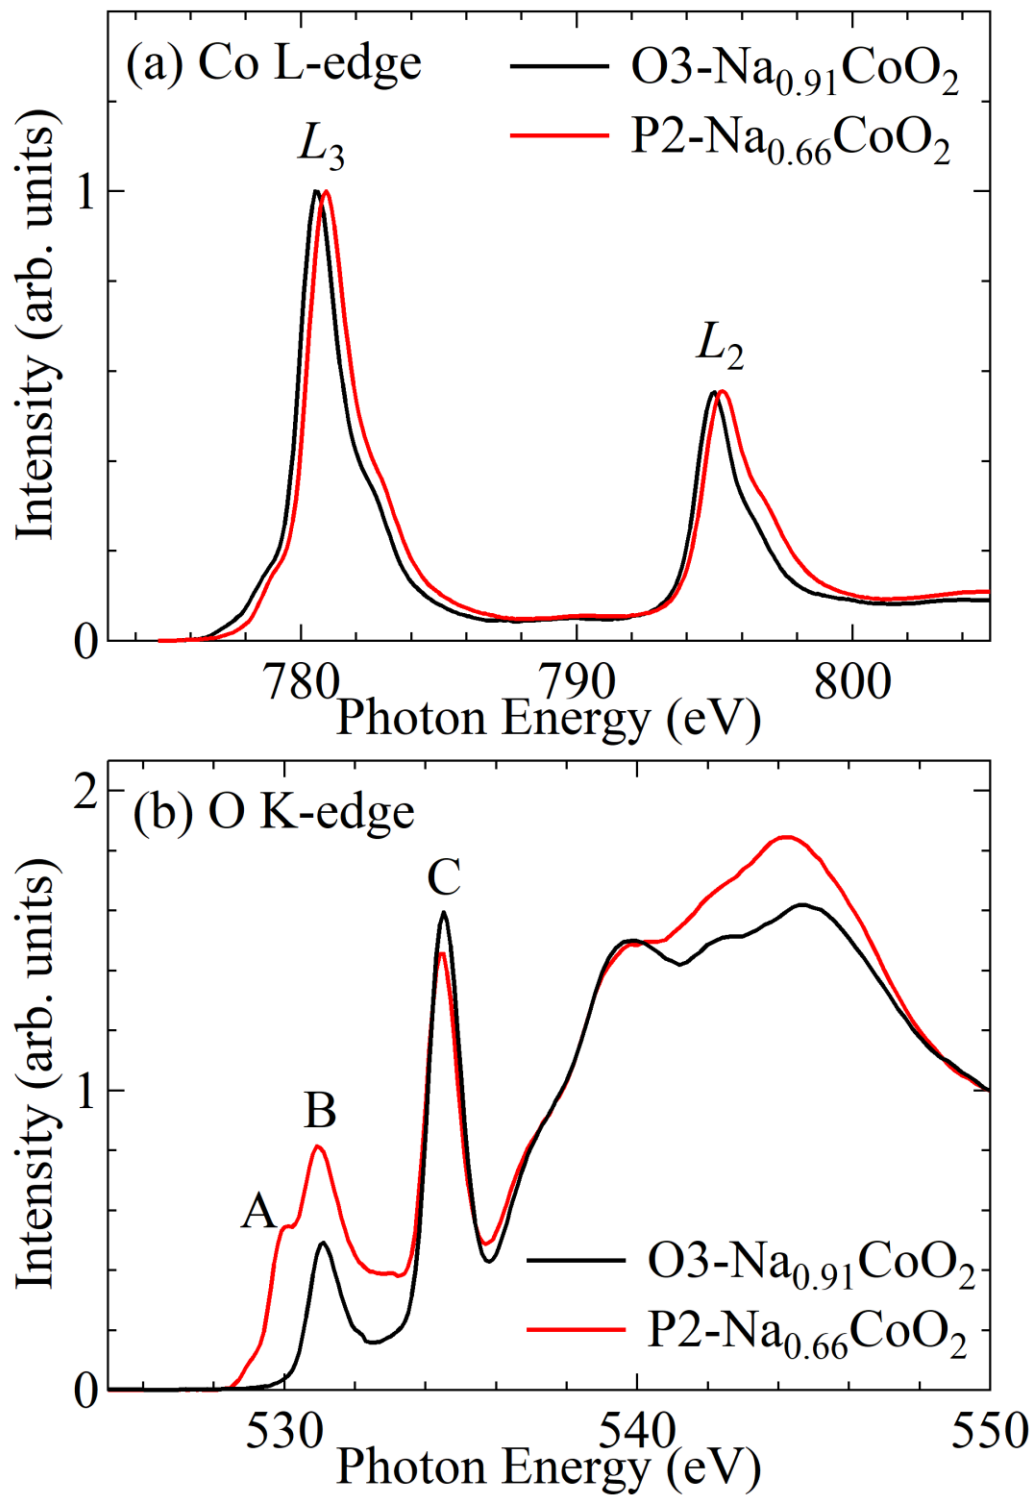 (a) Co L-edge
O3-Na0.91CoO2
P2-Na0.66CoO2
L3
L2
1
0
Intensity (arb. units)
780 790 800
Photon Energy (eV)
(b) O K-edge
2
1
0
C
B
A
Intensity (arb. units)
O3-Na0.91CoO2
P2-Na0.66CoO2
530 540 550
Photon Energy (eV)